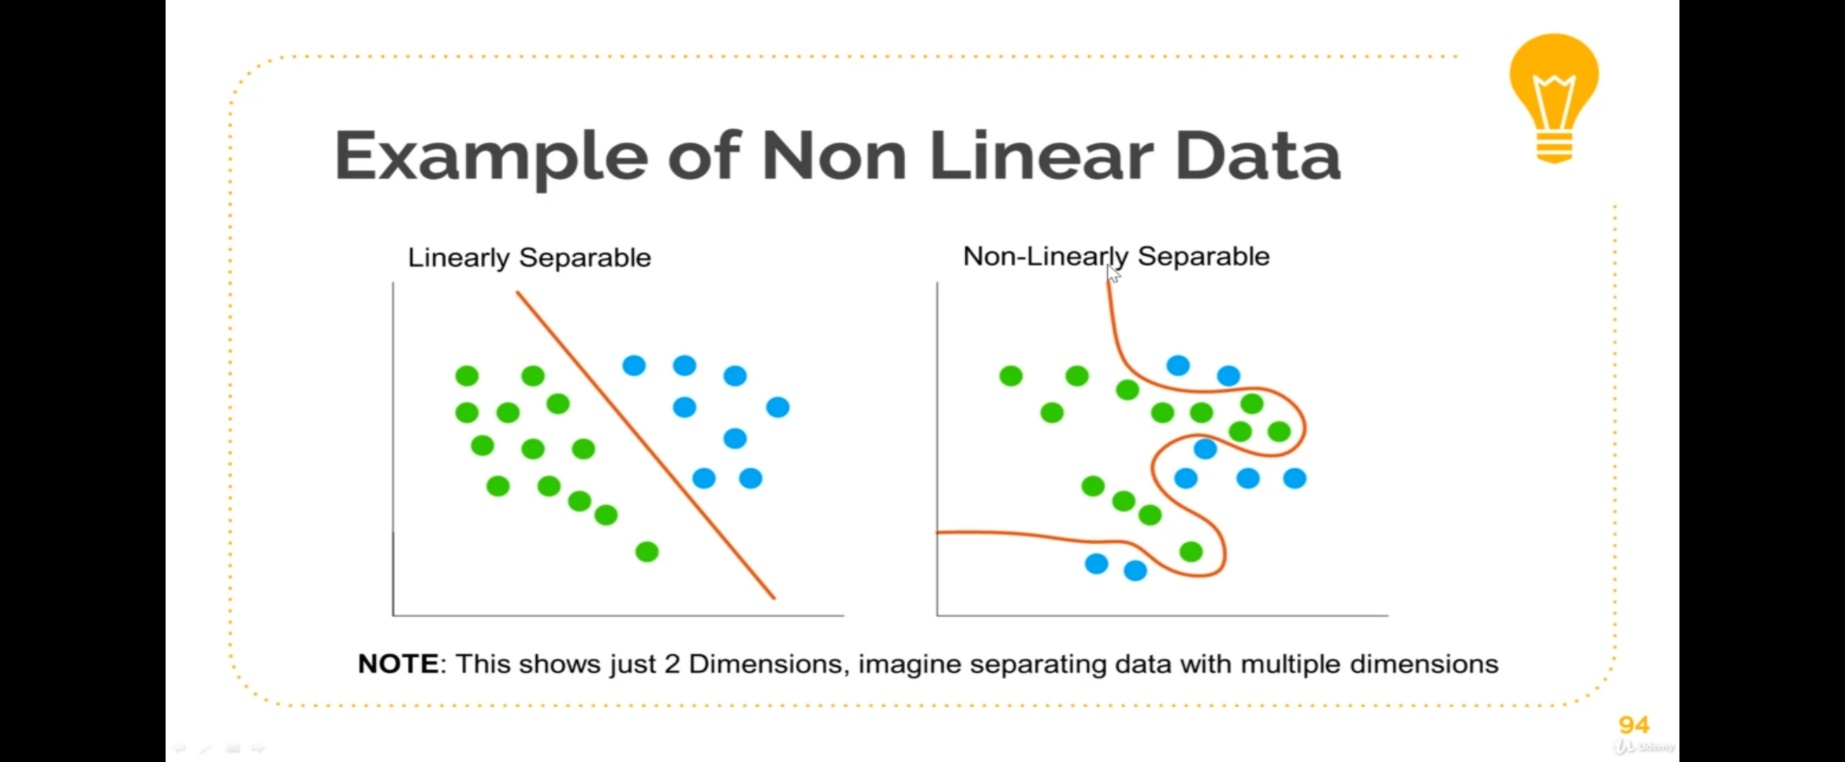 Example of Non Linear Data
Linearly Separable
Non-Linearly Separable
NOTE: This shows just 2 Dimensions, imagine separating data with multiple dimensions
94
Udemy